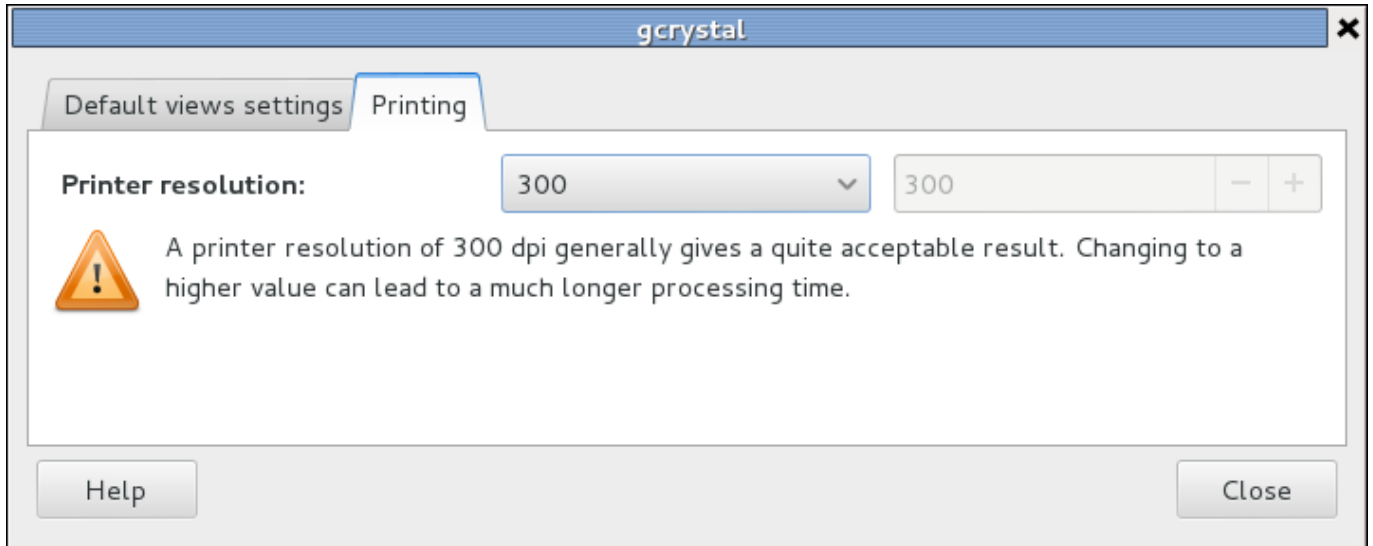 gcrystal
Default views settings Printing
Printer resolution: 300 300
A printer resolution of 300 dpi generally gives a quite acceptable result. Changing to a
higher value can lead to a much longer processing time.
Help Close